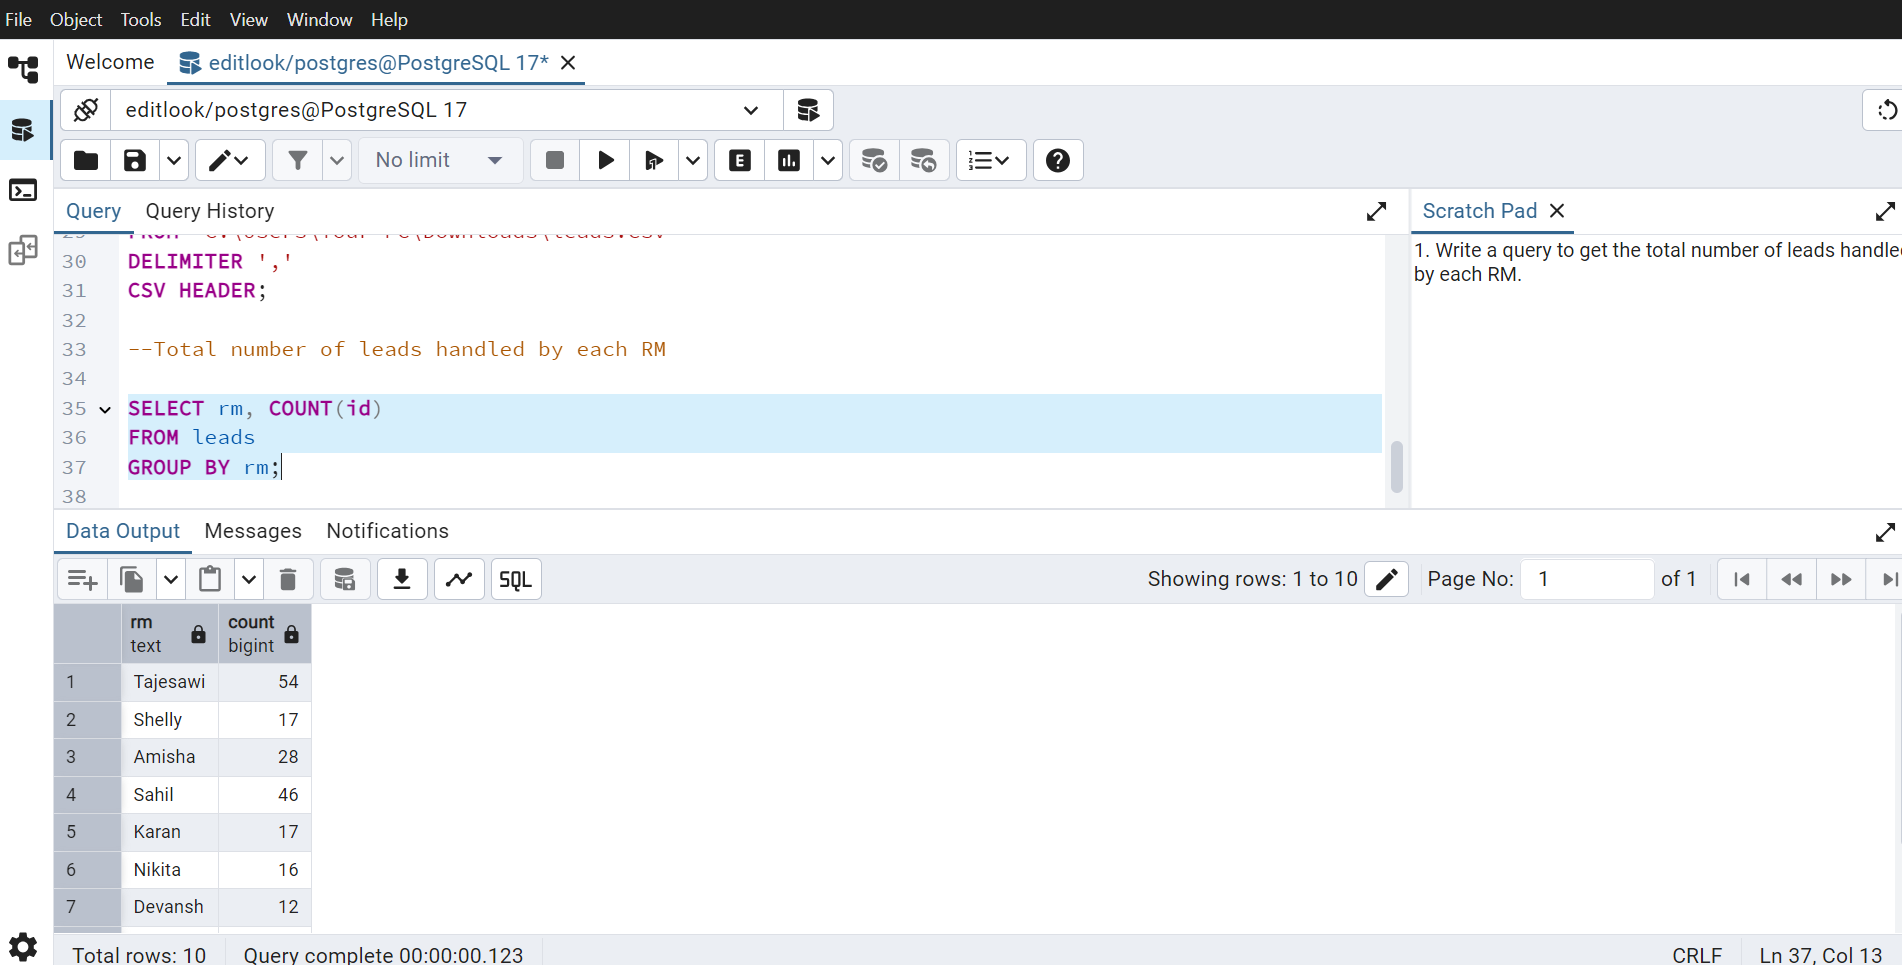 File Object Tools Edit View Window Help
Welcome editlook/postgres@PostgreSQL 17*
editlook/postgres@PostgreSQL 17
No limit
E
Query Query History
Scratch Pad
30 DELIMITER ','
31 CSV HEADER;
32
33 --Total number of leads handled by each RM
34
35 SELECT rm, COUNT(id)
36 FROM leads
37 GROUP BY rm;
38
1. Write a query to get the total number of leads handle
by each RM.
Data Output Messages Notifications
SQL Showing rows: 1 to 10 Page No: 1 of 1
rm count
text bigint
1 Tajesawi 54
2 Shelly 17
3 Amisha 28
4 Sahil 46
5 Karan 17
6 Nikita 16
7 Devansh 12
Total rows: 10 Query complete 00:00:00.123 CRLF Ln 37, Col 13